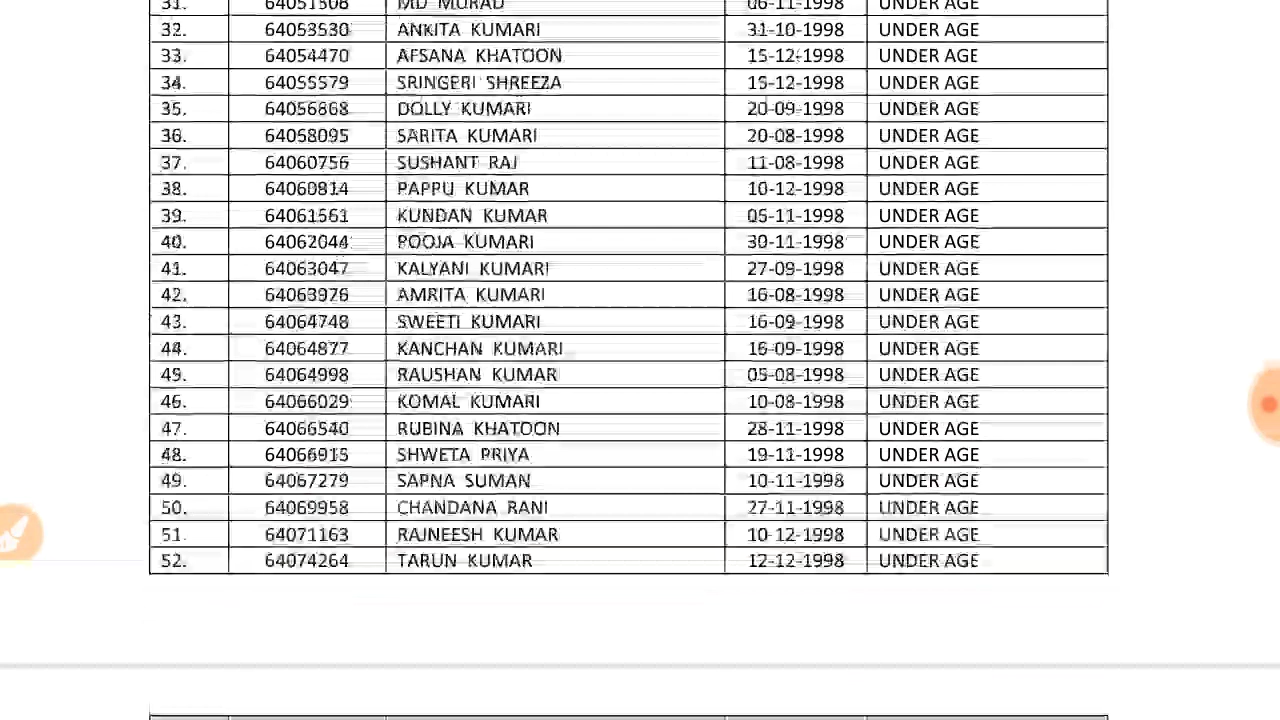 31. 64051508 MD MURAD 06-11-1998 UNDER AGE
32. 64053530 ANKITA KUMARI 31-10-1998 UNDER AGE
33. 64054470 AFSANA KHATOON 15-12-1998 UNDER AGE
34. 64055579 SRINGERI SHREEZA 15-12-1998 UNDER AGE
35. 64056868 DOLLY KUMARI 20-09-1998 UNDER AGE
36. 64058095 SARITA KUMARI 20-08-1998 UNDER AGE
37. 64060756 SUSHANT RAJ 11-08-1998 UNDER AGE
38. 64060814 PAPPU KUMAR 10-12-1998 UNDER AGE
39. 64061561 KUNDAN KUMAR 05-11-1998 UNDER AGE
40. 64062044 POOJA KUMARI 30-11-1998 UNDER AGE
41. 64063047 KALYANI KUMARI 27-09-1998 UNDER AGE
42. 64063976 AMRITA KUMARI 16-08-1998 UNDER AGE
43. 64064748 SWEETI KUMARI 16-09-1998 UNDER AGE
44. 64064877 KANCHAN KUMARI 16-09-1998 UNDER AGE
45. 64064998 RAUSHAN KUMAR 05-08-1998 UNDER AGE
46. 64066029 KOMAL KUMARI 10-08-1998 UNDER AGE
47. 64066540 RUBINA KHATOON 28-11-1998 UNDER AGE
48. 64066915 SHWETA PRIYA 19-11-1998 UNDER AGE
49. 64067279 SAPNA SUMAN 10-11-1998 UNDER AGE
50. 64069958 CHANDANA RANI 27-11-1998 UNDER AGE
51. 64071163 RAJNEESH KUMAR 10-12-1998 UNDER AGE
52. 64074264 TARUN KUMAR 12-12-1998 UNDER AGE